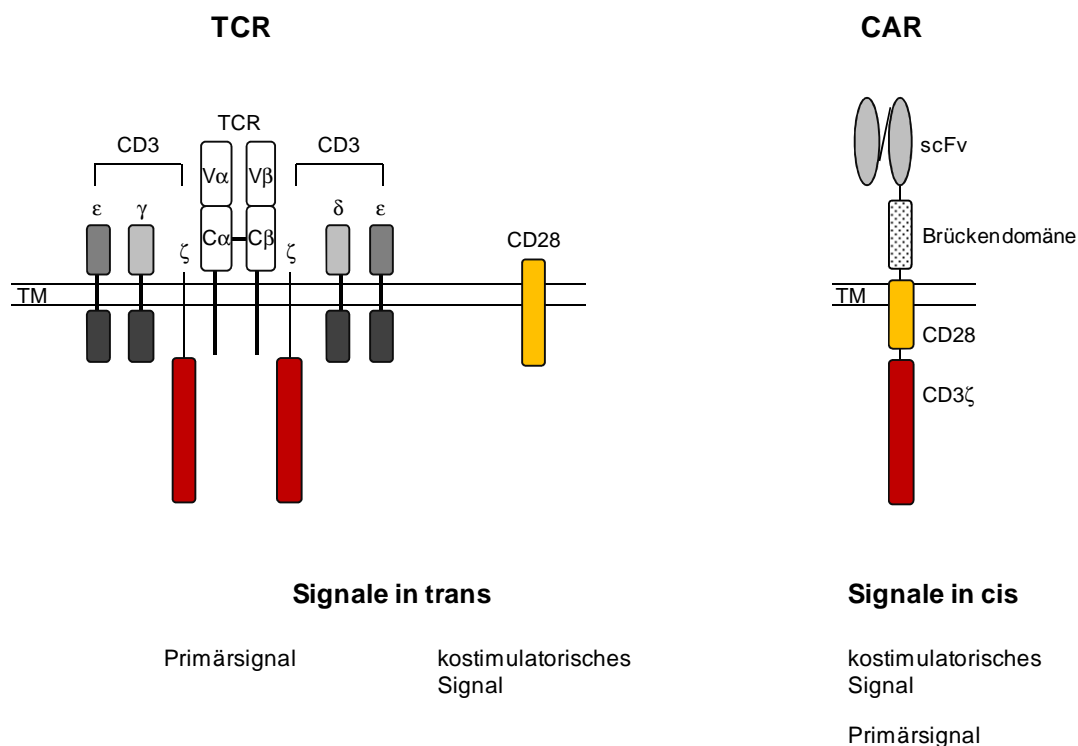 TCR
CAR
TCR
CD3
CD3
Vα
Vβ
ε
γ
ζ
Cα
Cβ
ζ
δ
ε
CD28
TM
scFv
Brückendomäne
TM
CD28
CD3ζ
Signale in trans
Signale in cis
Primärsignal
kostimulatorisches
Signal
kostimulatorisches
Signal
Primärsignal